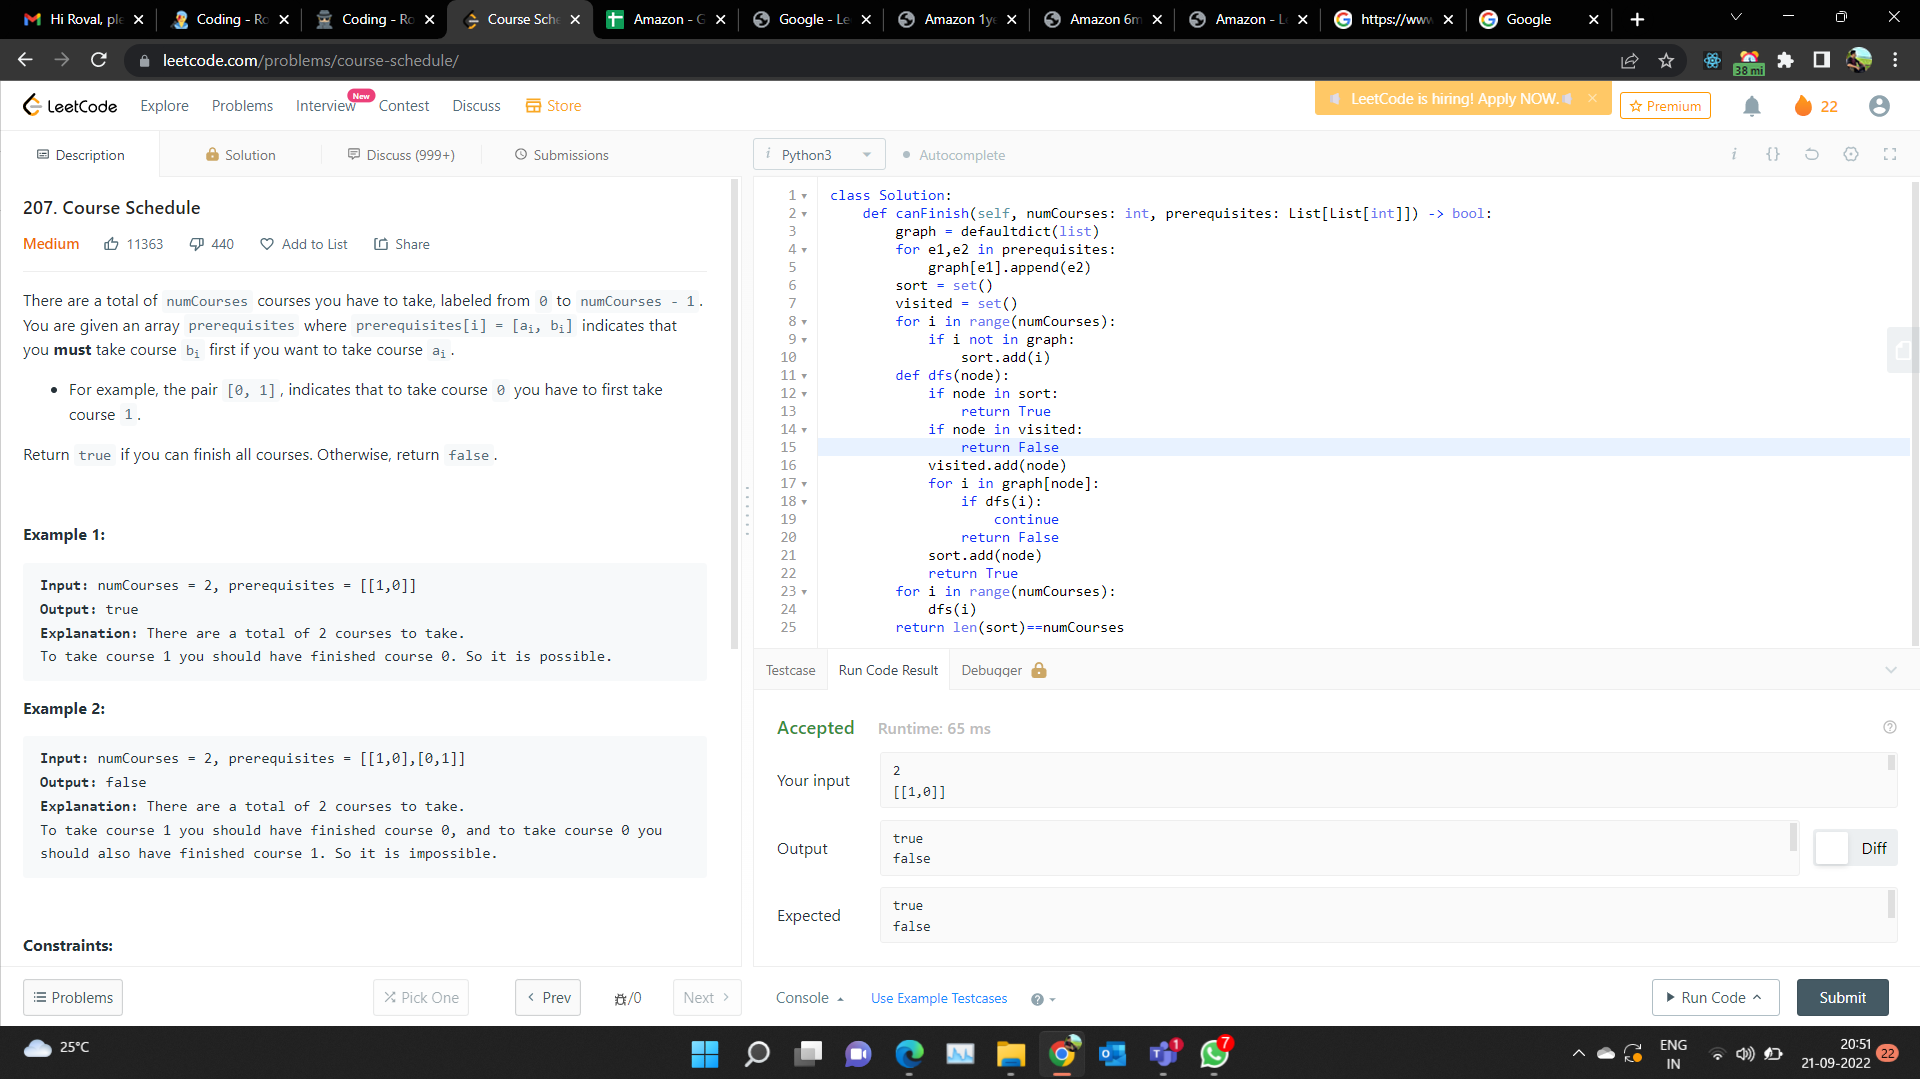 Hi Roval, ple
Coding - Ro
Coding - Ro
Course Sche
Amazon - G
Google - Le
Amazon 1ye
Amazon 6m
Amazon - L
https://www
Google
leetcode.com/problems/course-schedule/
38 mi
LeetCode
Explore
Problems
Interview
New
Contest
Discuss
Store
LeetCode is hiring! Apply NOW.
Premium
22
Description
Solution
Discuss (999+)
Submissions
i Python3
Autocomplete
207. Course Schedule
Medium
11363
440
Add to List
Share
There are a total of numCourses courses you have to take, labeled from 0 to numCourses - 1.
You are given an array prerequisites where prerequisites[i] = [ai, bi] indicates that
you must take course bi first if you want to take course ai.
• For example, the pair [0, 1], indicates that to take course 0 you have to first take
course 1.
Return true if you can finish all courses. Otherwise, return false.
Example 1:
Input: numCourses = 2, prerequisites = [[1,0]]
Output: true
Explanation: There are a total of 2 courses to take.
To take course 1 you should have finished course 0. So it is possible.
Example 2:
Input: numCourses = 2, prerequisites = [[1,0],[0,1]]
Output: false
Explanation: There are a total of 2 courses to take.
To take course 1 you should have finished course 0, and to take course 0 you
should also have finished course 1. So it is impossible.
Constraints:
1 class Solution:
2 def canFinish(self, numCourses: int, prerequisites: List[List[int]]) -> bool:
3 graph = defaultdict(list)
4 for e1,e2 in prerequisites:
5 graph[e1].append(e2)
6 sort = set()
7 visited = set()
8 for i in range(numCourses):
9 if i not in graph:
10 sort.add(i)
11 def dfs(node):
12 if node in sort:
13 return True
14 if node in visited:
15 return False
16 visited.add(node)
17 for i in graph[node]:
18 if dfs(i):
19 continue
20 return False
21 sort.add(node)
22 return True
23 for i in range(numCourses):
24 dfs(i)
25 return len(sort)==numCourses
Testcase
Run Code Result
Debugger
Accepted
Runtime: 65 ms
Your input
2
[[1,0]]
Output
true
false
Diff
Expected
true
false
Problems
Pick One
Prev
/0
Next
Console
Use Example Testcases
Run Code
Submit
25°C
1
7
ENG
IN
20:51
21-09-2022
22